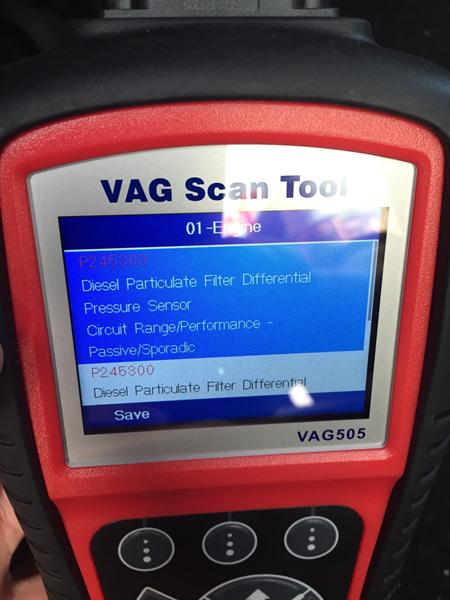 VAG Scan Tool
01-Engine
P245300
Diesel Particulate Filter Differential
Pressure Sensor
Circuit Range/Performance -
Passive/Sporadic
P245300
Diesel Particulate Filter Differential
Save
VAG505